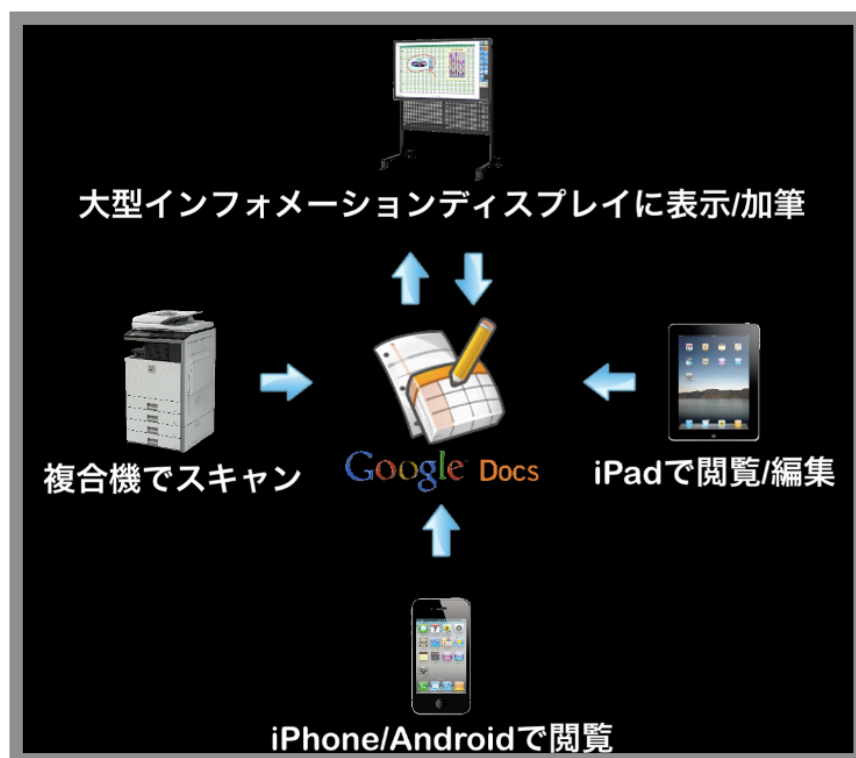 大型インフォメーションディスプレイに表示/加筆
複合機でスキャン
Google Docs
iPadで閲覧/編集
iPhone/Androidで閲覧